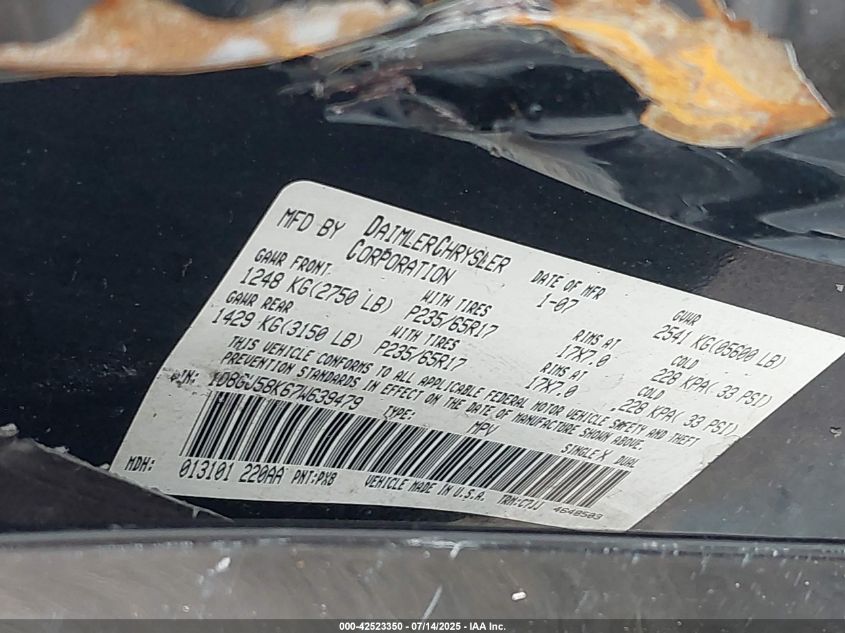 MFD BY DAIMLERCHRYSLER CORPORATION
DATE OF MFR 1-07
GVWR 2541 KG(05600 LB)
GAWR FRONT 1248 KG(2750 LB)
WITH TIRES P235/65R17
RIMS AT 17X7.0
COLD 228 KPA( 33 PSI)
GAWR REAR 1429 KG(3150 LB)
WITH TIRES P235/65R17
RIMS AT 17X7.0
COLD 228 KPA( 33 PSI)
THIS VEHICLE CONFORMS TO ALL APPLICABLE FEDERAL MOTOR VEHICLE SAFETY AND THEFT
PREVENTION STANDARDS IN EFFECT ON THE DATE OF MANUFACTURE SHOWN ABOVE.
VIN: 1D8GU58K67W639479
TYPE: MPV
SINGLE-X DUAL
MDH: 013101 220AA PNT:PXB
VEHICLE MADE IN U.S.A.
TRM:C7JJ
4648503
000-42523350 - 07/14/2025 - IAA Inc.